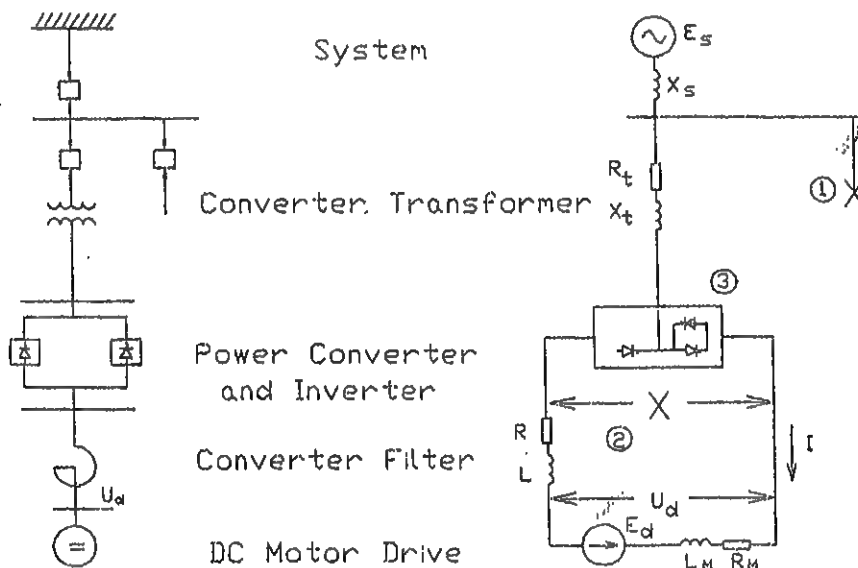 System
E_s
X_s
R_t
X_t
①
Converter Transformer
③
Power Converter
and Inverter
R
②
L
I
Converter Filter
U_d
U_d
E_d
DC Motor Drive
L_M R_M